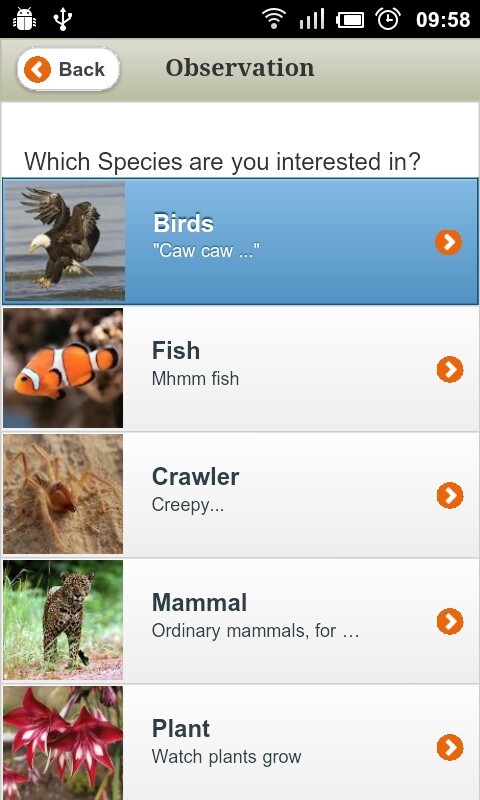 09:58
Back
Observation
Which Species are you interested in?
Birds
"Caw caw ..."
Fish
Mhmm fish
Crawler
Creepy...
Mammal
Ordinary mammals, for …
Plant
Watch plants grow